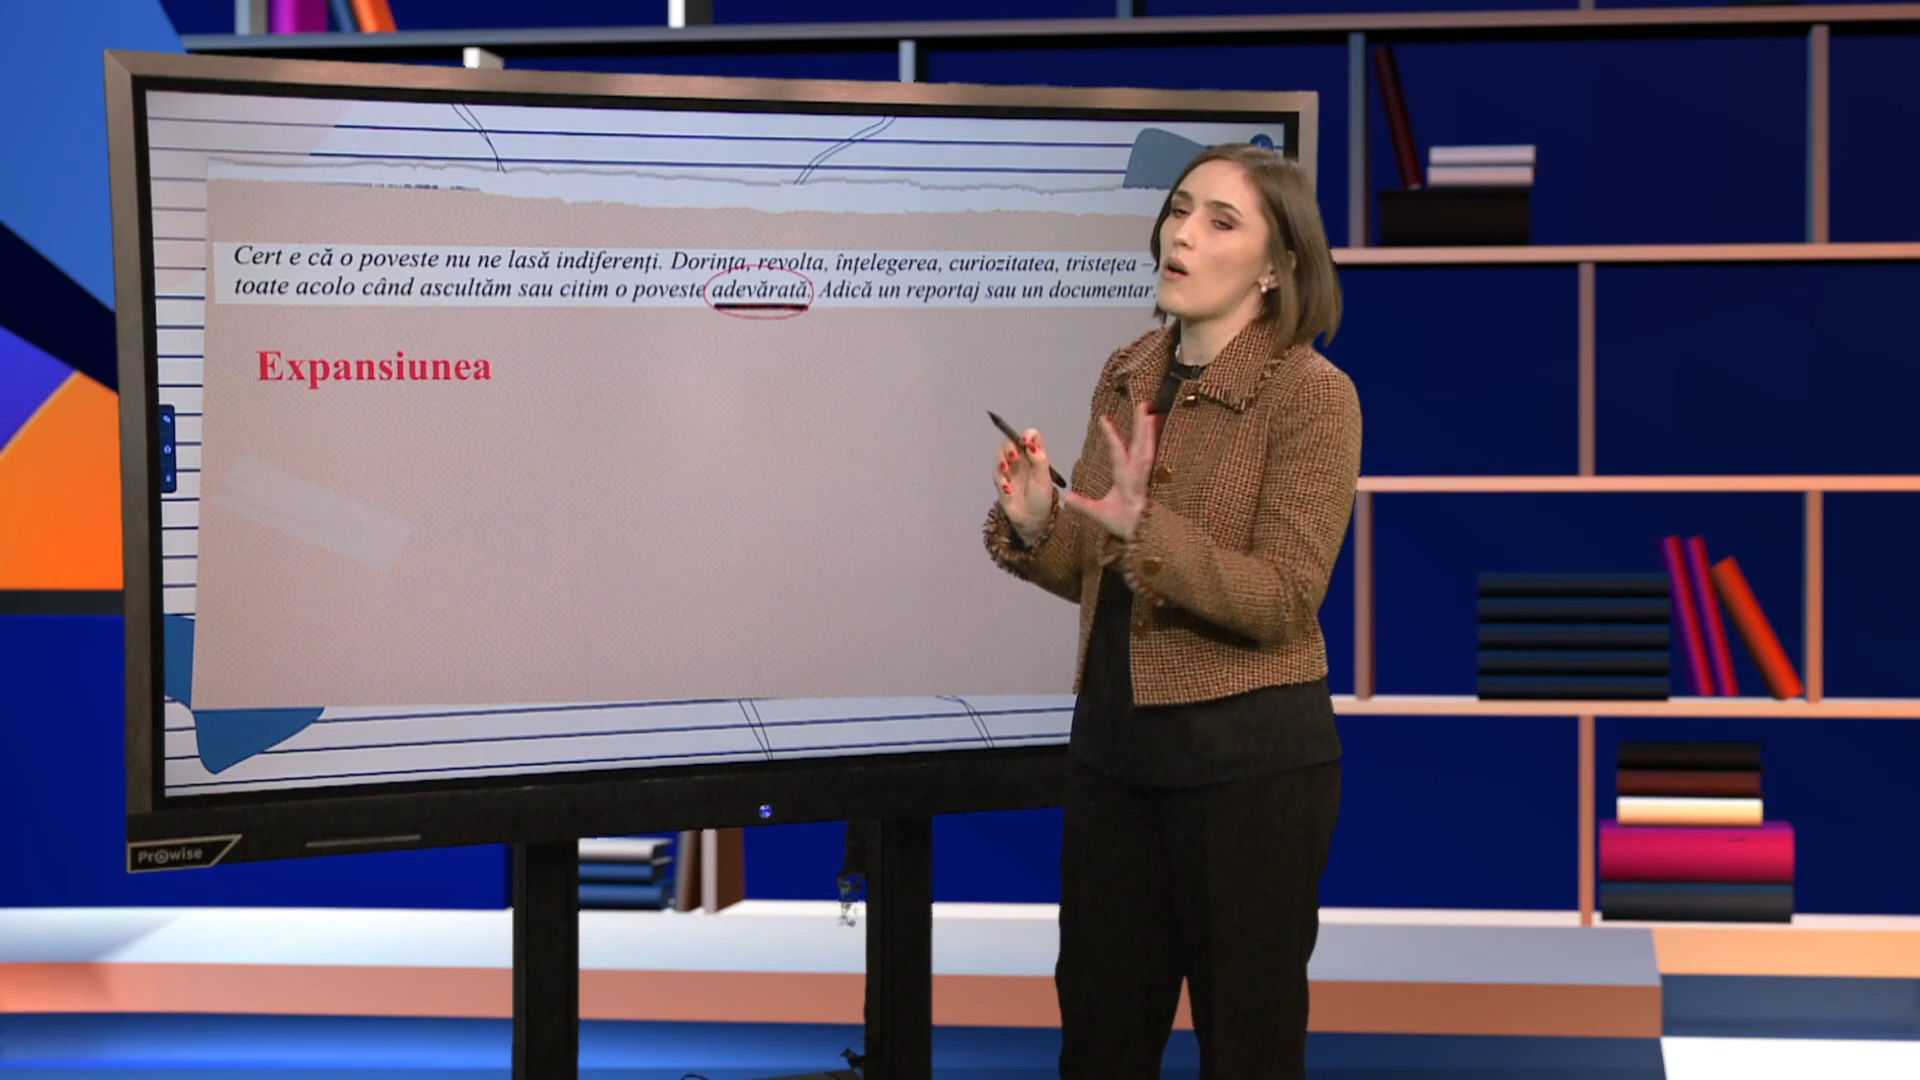 Cert e că o poveste nu ne lasă indiferenți. Dorința, revolta, înțelegerea, curiozitatea, tristețea –
toate acolo când ascultăm sau citim o poveste adevărată. Adică un reportaj sau un documentar.
Expansiunea
Prowise